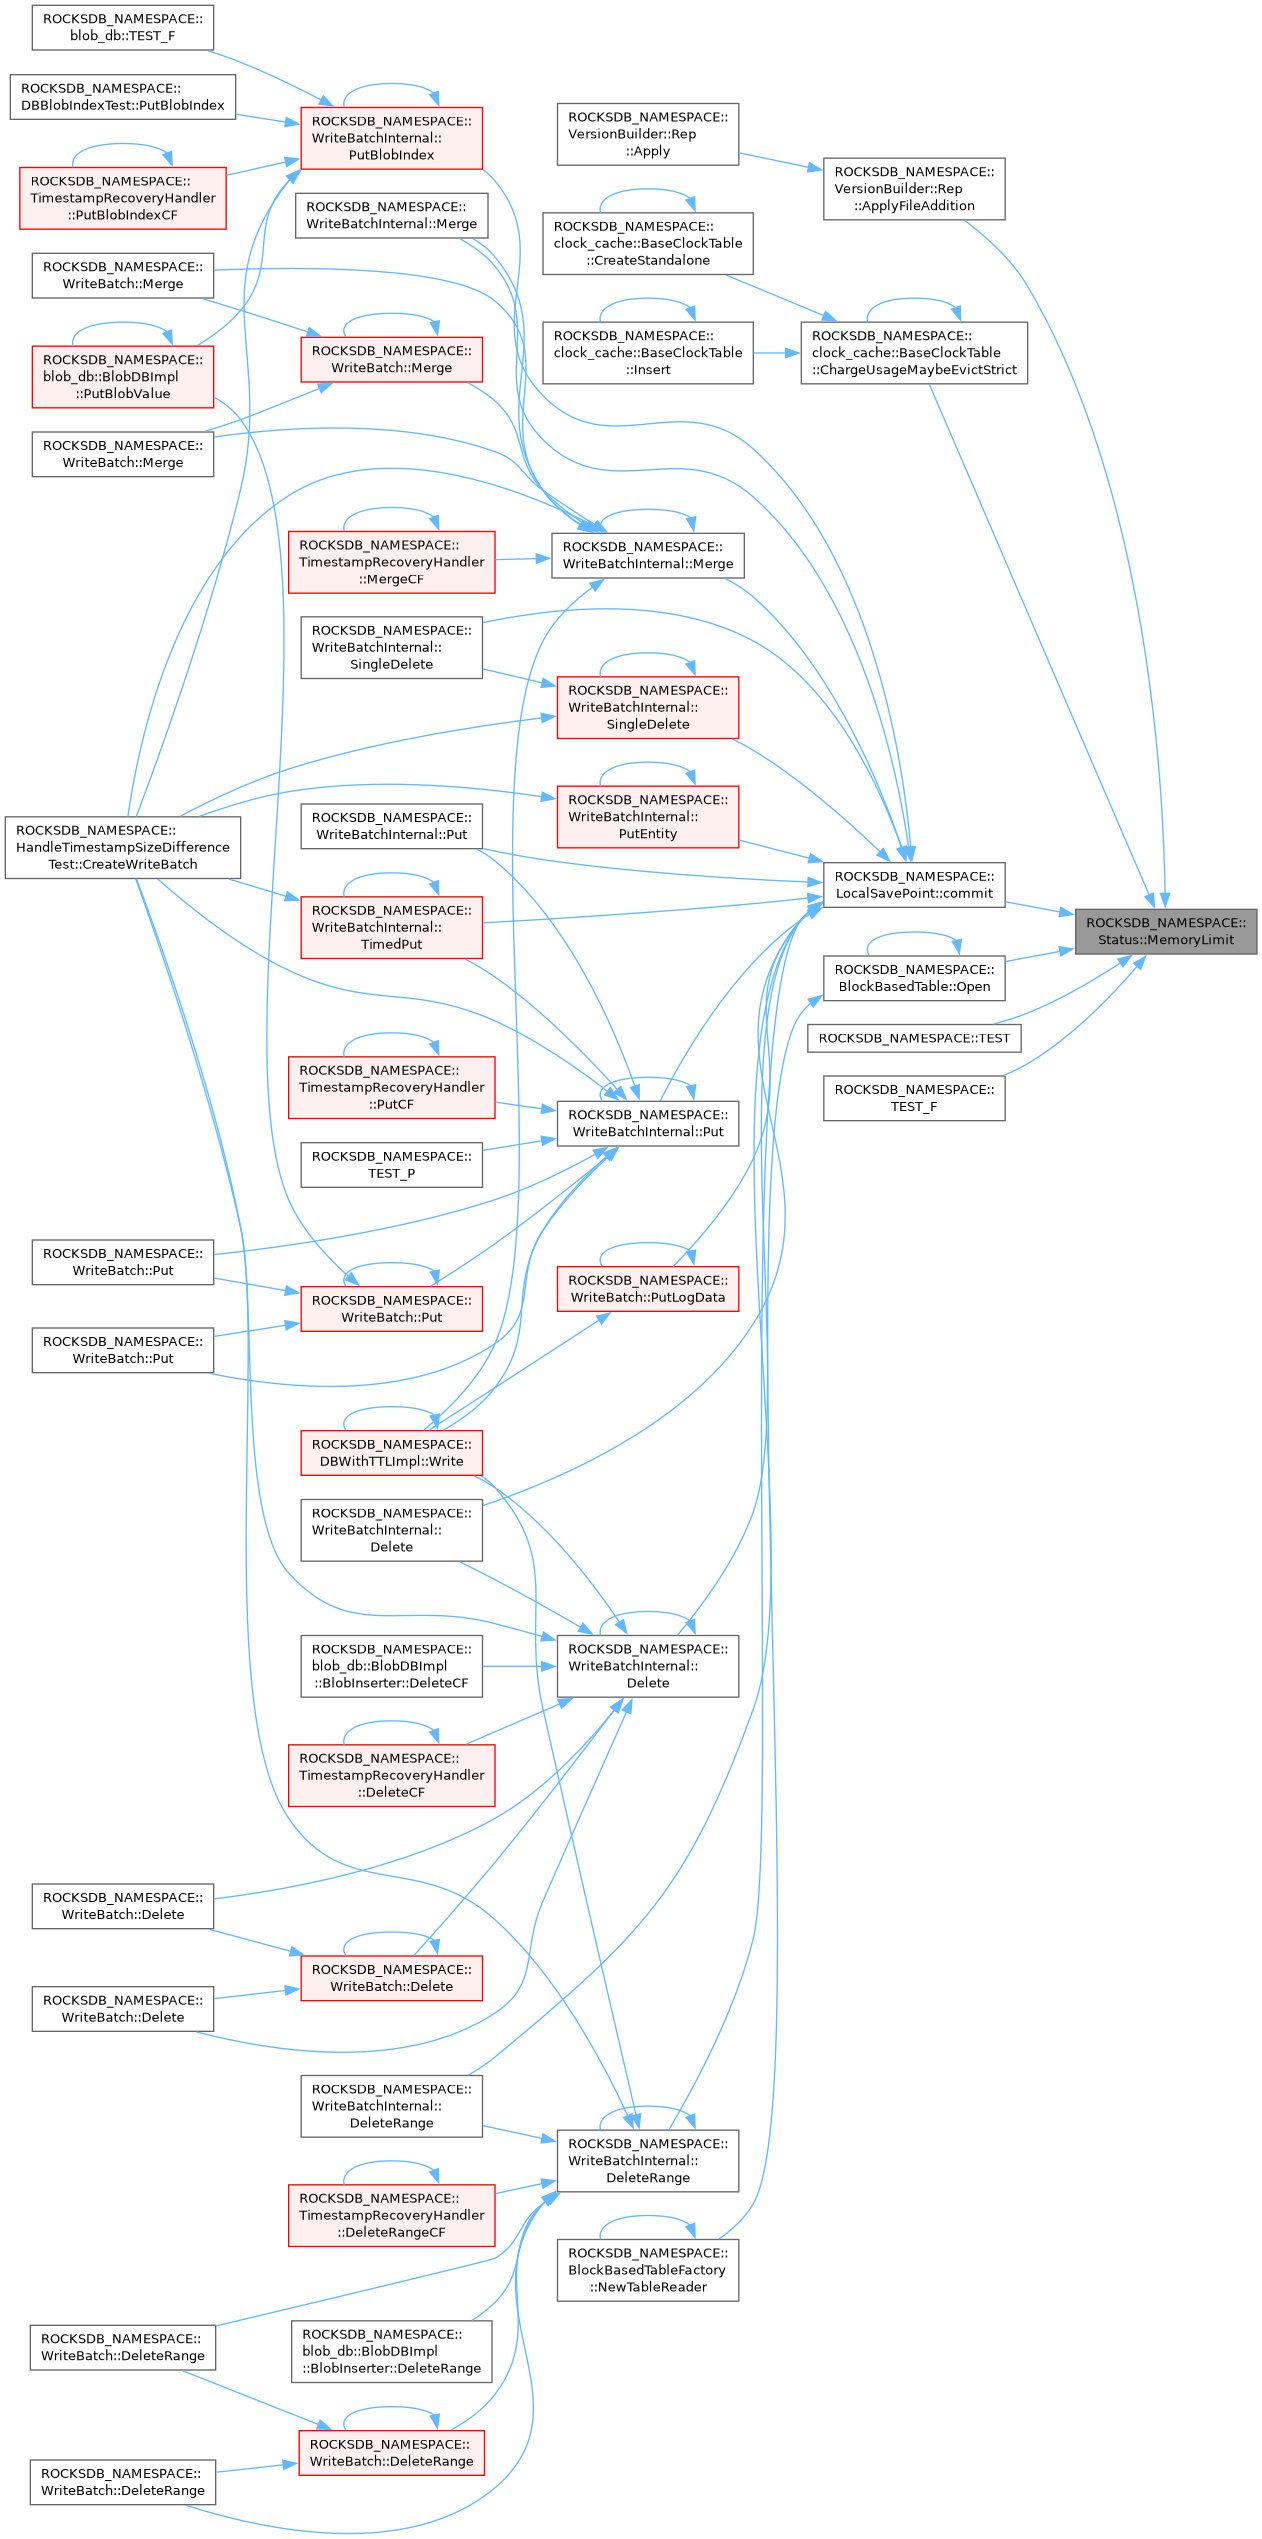 ROCKSDB_NAMESPACE::
blob_db::TEST_F
ROCKSDB_NAMESPACE::
DBBlobIndexTest::PutBlobIndex
ROCKSDB_NAMESPACE::
TimestampRecoveryHandler
::PutBlobIndexCF
ROCKSDB_NAMESPACE::
WriteBatch::Merge
ROCKSDB_NAMESPACE::
blob_db::BlobDBImpl
::PutBlobValue
ROCKSDB_NAMESPACE::
WriteBatch::Merge
ROCKSDB_NAMESPACE::
HandleTimestampSizeDifference
Test::CreateWriteBatch
ROCKSDB_NAMESPACE::
WriteBatch::Put
ROCKSDB_NAMESPACE::
WriteBatch::Put
ROCKSDB_NAMESPACE::
WriteBatch::Delete
ROCKSDB_NAMESPACE::
WriteBatch::Delete
ROCKSDB_NAMESPACE::
WriteBatch::DeleteRange
ROCKSDB_NAMESPACE::
WriteBatch::DeleteRange
ROCKSDB_NAMESPACE::
WriteBatchInternal::
PutBlobIndex
ROCKSDB_NAMESPACE::
WriteBatchInternal::Merge
ROCKSDB_NAMESPACE::
WriteBatch::Merge
ROCKSDB_NAMESPACE::
TimestampRecoveryHandler
::MergeCF
ROCKSDB_NAMESPACE::
WriteBatchInternal::
SingleDelete
ROCKSDB_NAMESPACE::
WriteBatchInternal::Put
ROCKSDB_NAMESPACE::
WriteBatchInternal::
TimedPut
ROCKSDB_NAMESPACE::
TimestampRecoveryHandler
::PutCF
ROCKSDB_NAMESPACE::
TEST_P
ROCKSDB_NAMESPACE::
WriteBatch::Put
ROCKSDB_NAMESPACE::
DBWithTTLImpl::Write
ROCKSDB_NAMESPACE::
WriteBatchInternal::
Delete
ROCKSDB_NAMESPACE::
blob_db::BlobDBImpl
::BlobInserter::DeleteCF
ROCKSDB_NAMESPACE::
TimestampRecoveryHandler
::DeleteCF
ROCKSDB_NAMESPACE::
WriteBatch::Delete
ROCKSDB_NAMESPACE::
WriteBatchInternal::
DeleteRange
ROCKSDB_NAMESPACE::
TimestampRecoveryHandler
::DeleteRangeCF
ROCKSDB_NAMESPACE::
blob_db::BlobDBImpl
::BlobInserter::DeleteRange
ROCKSDB_NAMESPACE::
WriteBatch::DeleteRange
ROCKSDB_NAMESPACE::
VersionBuilder::Rep
::Apply
ROCKSDB_NAMESPACE::
clock_cache::BaseClockTable
::CreateStandalone
ROCKSDB_NAMESPACE::
clock_cache::BaseClockTable
::Insert
ROCKSDB_NAMESPACE::
WriteBatchInternal::Merge
ROCKSDB_NAMESPACE::
WriteBatchInternal::
SingleDelete
ROCKSDB_NAMESPACE::
WriteBatchInternal::
PutEntity
ROCKSDB_NAMESPACE::
WriteBatchInternal::Put
ROCKSDB_NAMESPACE::
WriteBatch::PutLogData
ROCKSDB_NAMESPACE::
WriteBatchInternal::
Delete
ROCKSDB_NAMESPACE::
WriteBatchInternal::
DeleteRange
ROCKSDB_NAMESPACE::
BlockBasedTableFactory
::NewTableReader
ROCKSDB_NAMESPACE::
VersionBuilder::Rep
::ApplyFileAddition
ROCKSDB_NAMESPACE::
clock_cache::BaseClockTable
::ChargeUsageMaybeEvictStrict
ROCKSDB_NAMESPACE::
LocalSavePoint::commit
ROCKSDB_NAMESPACE::
BlockBasedTable::Open
ROCKSDB_NAMESPACE::TEST
ROCKSDB_NAMESPACE::
TEST_F
ROCKSDB_NAMESPACE::
Status::MemoryLimit